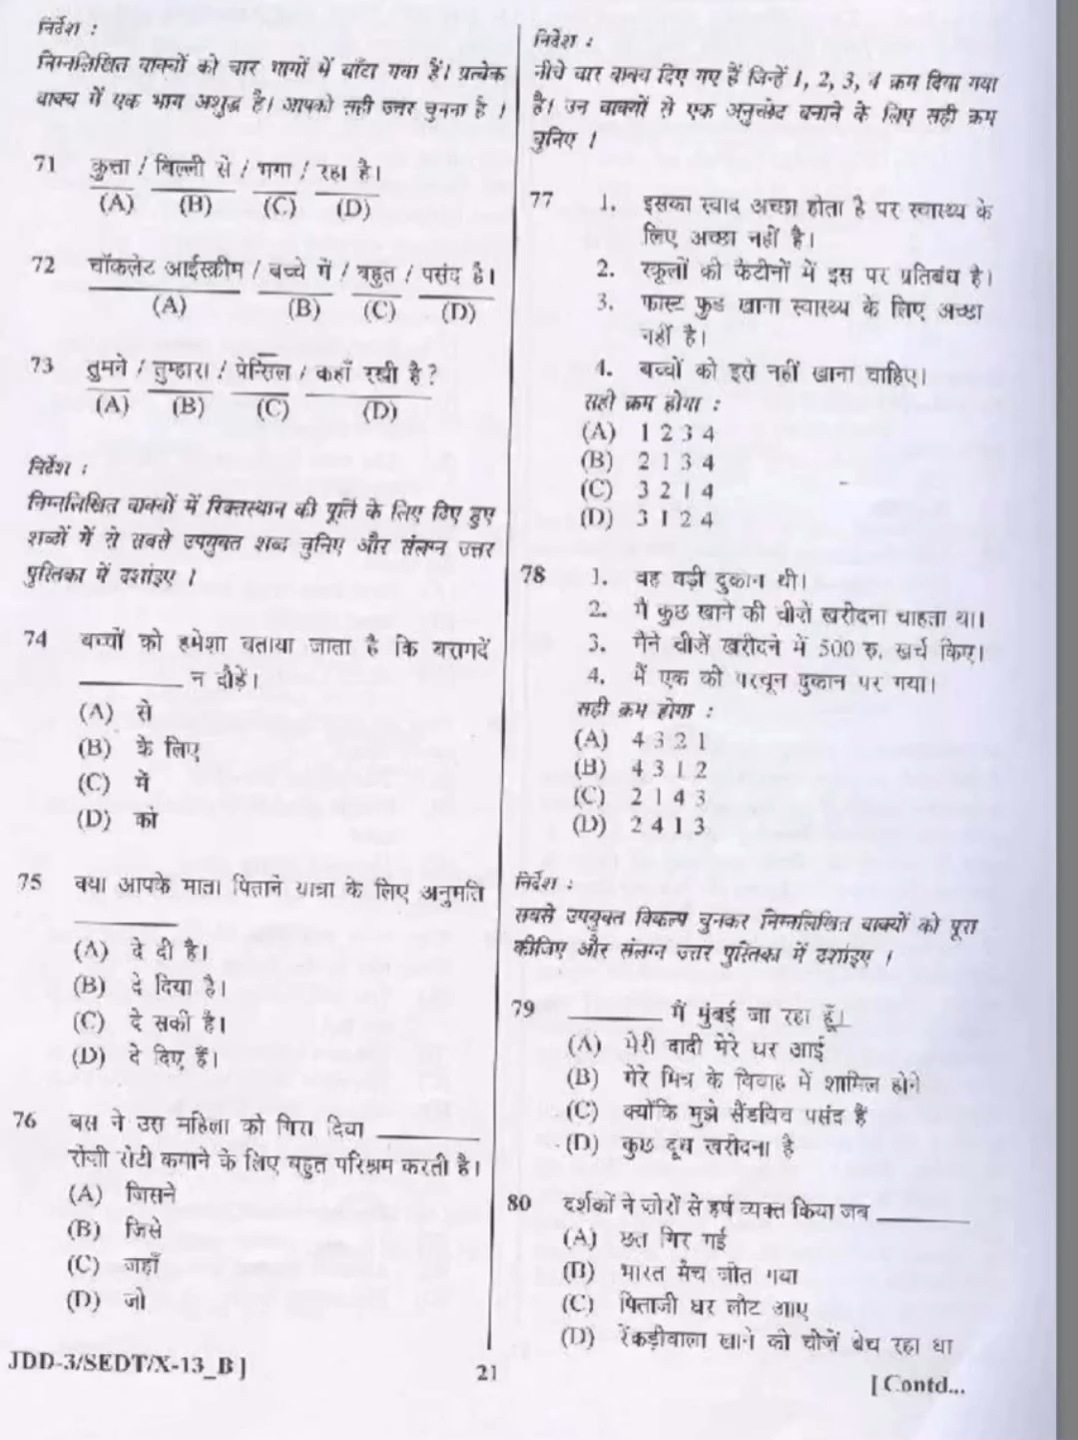 निर्देश :
निम्नलिखित वाक्यों को चार भागों में बाँटा गया हैं। प्रत्येक
वाक्य में एक भाग अशुद्ध है। आपको सही उत्तर चुनना है ।
71 कुत्ता / बिल्ली से / भगा / रहा है।
(A) (B) (C) (D)
72 चॉकलेट आईस्क्रीम / बच्चे में / बहुत / पसंद है।
(A) (B) (C) (D)
73 तुमने / तुम्हारा / पेन्सिल / कहाँ रखी है?
(A) (B) (C) (D)
निर्देश :
निम्नलिखित वाक्यों में रिक्तस्थान की पूर्ति के लिए दिए हुए
शब्दों में से सबसे उपयुक्त शब्द चुनिए और संलग्न उत्तर
पुस्तिका में दर्शाइए ।
74 बच्चों को हमेशा बताया जाता है कि बरामदें
________ न दौड़ें।
(A) से
(B) के लिए
(C) में
(D) को
75 क्या आपके माता पिताने यात्रा के लिए अनुमति
________
(A) दे दी है।
(B) दे दिया है।
(C) दे सकी है।
(D) दे दिए हैं।
76 बस ने उस महिला को गिरा दिया ________
रोजी रोटी कमाने के लिए बहुत परिश्रम करती है।
(A) जिसने
(B) जिसे
(C) जहाँ
(D) जो
JDD-3/SEDT/X-13_B ]
निर्देश :
नीचे चार वाक्य दिए गए हैं जिन्हें 1, 2, 3, 4 क्रम दिया गया
है। उन वाक्यों से एक अनुच्छेद बनाने के लिए सही क्रम
चुनिए ।
77 1. इसका स्वाद अच्छा होता है पर स्वास्थ्य के
लिए अच्छा नहीं है।
2. स्कूलों की कैंटीनों में इस पर प्रतिबंध है।
3. फास्ट फुड खाना स्वास्थ्य के लिए अच्छा
नहीं है।
4. बच्चों को इसे नहीं खाना चाहिए।
सही क्रम होगा :
(A) 1 2 3 4
(B) 2 1 3 4
(C) 3 2 1 4
(D) 3 1 2 4
78 1. वह बड़ी दुकान थी।
2. मैं कुछ खाने की चीज़ें खरीदना चाहता था।
3. मैंने चीज़ें खरीदने में 500 रु. खर्च किए।
4. मैं एक की परचून दुकान पर गया।
सही क्रम होगा :
(A) 4 3 2 1
(B) 4 3 1 2
(C) 2 1 4 3
(D) 2 4 1 3
निर्देश :
सबसे उपयुक्त विकल्प चुनकर निम्नलिखित वाक्यों को पूरा
कीजिए और संलग्न उत्तर पुस्तिका में दर्शाइए ।
79 ________ मैं मुंबई जा रहा हूँ।
(A) मेरी दादी मेरे घर आई
(B) मेरे मित्र के विवाह में शामिल होने
(C) क्योंकि मुझे सैंडविच पसंद हैं
(D) कुछ दूध खरीदना है
80 दर्शकों ने जोरों से हर्ष व्यक्त किया जब ________
(A) छत गिर गई
(B) भारत मैच जीत गया
(C) पिताजी घर लौट आए
(D) रेंकड़ीवाला खाने की चीजें बेच रहा था
21
[ Contd...